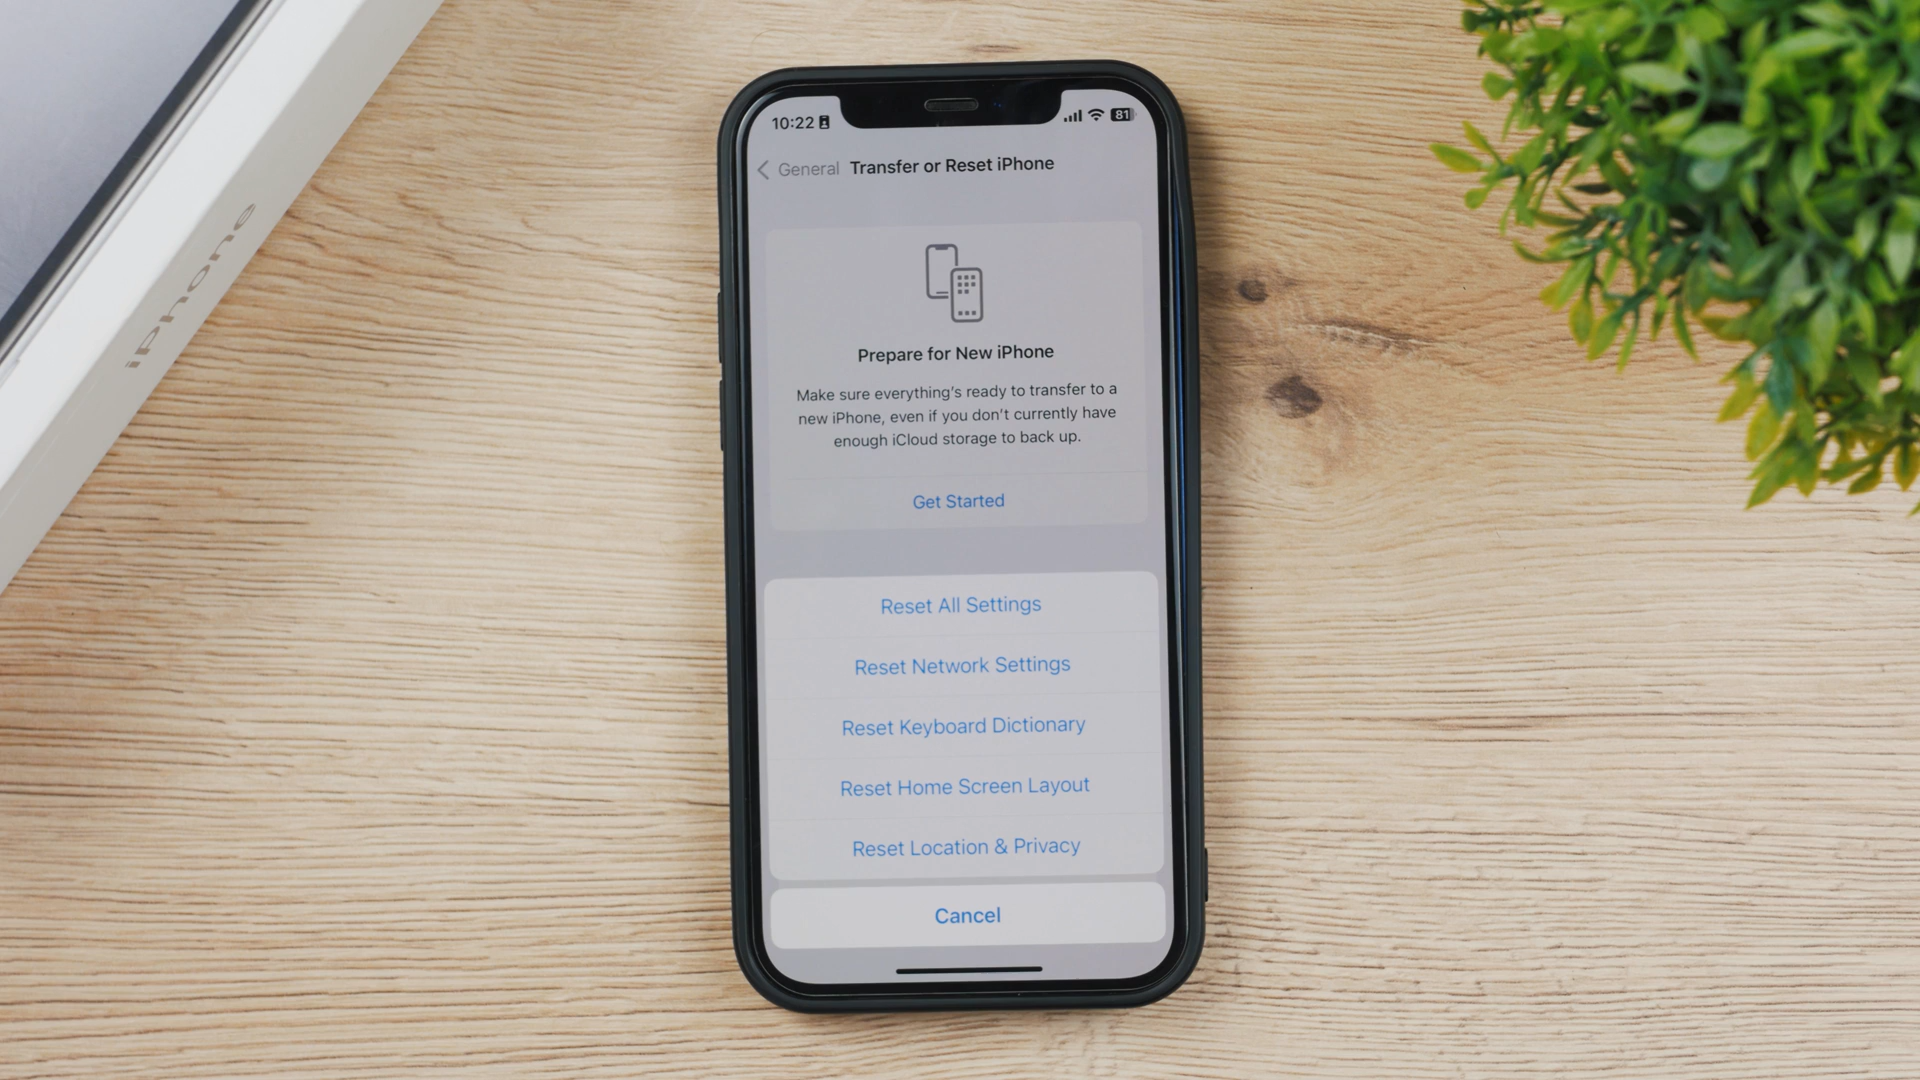 iPhone
10:22
81
General Transfer or Reset iPhone
Prepare for New iPhone
Make sure everything's ready to transfer to a
new iPhone, even if you don't currently have
enough iCloud storage to back up.
Get Started
Reset All Settings
Reset Network Settings
Reset Keyboard Dictionary
Reset Home Screen Layout
Reset Location & Privacy
Cancel